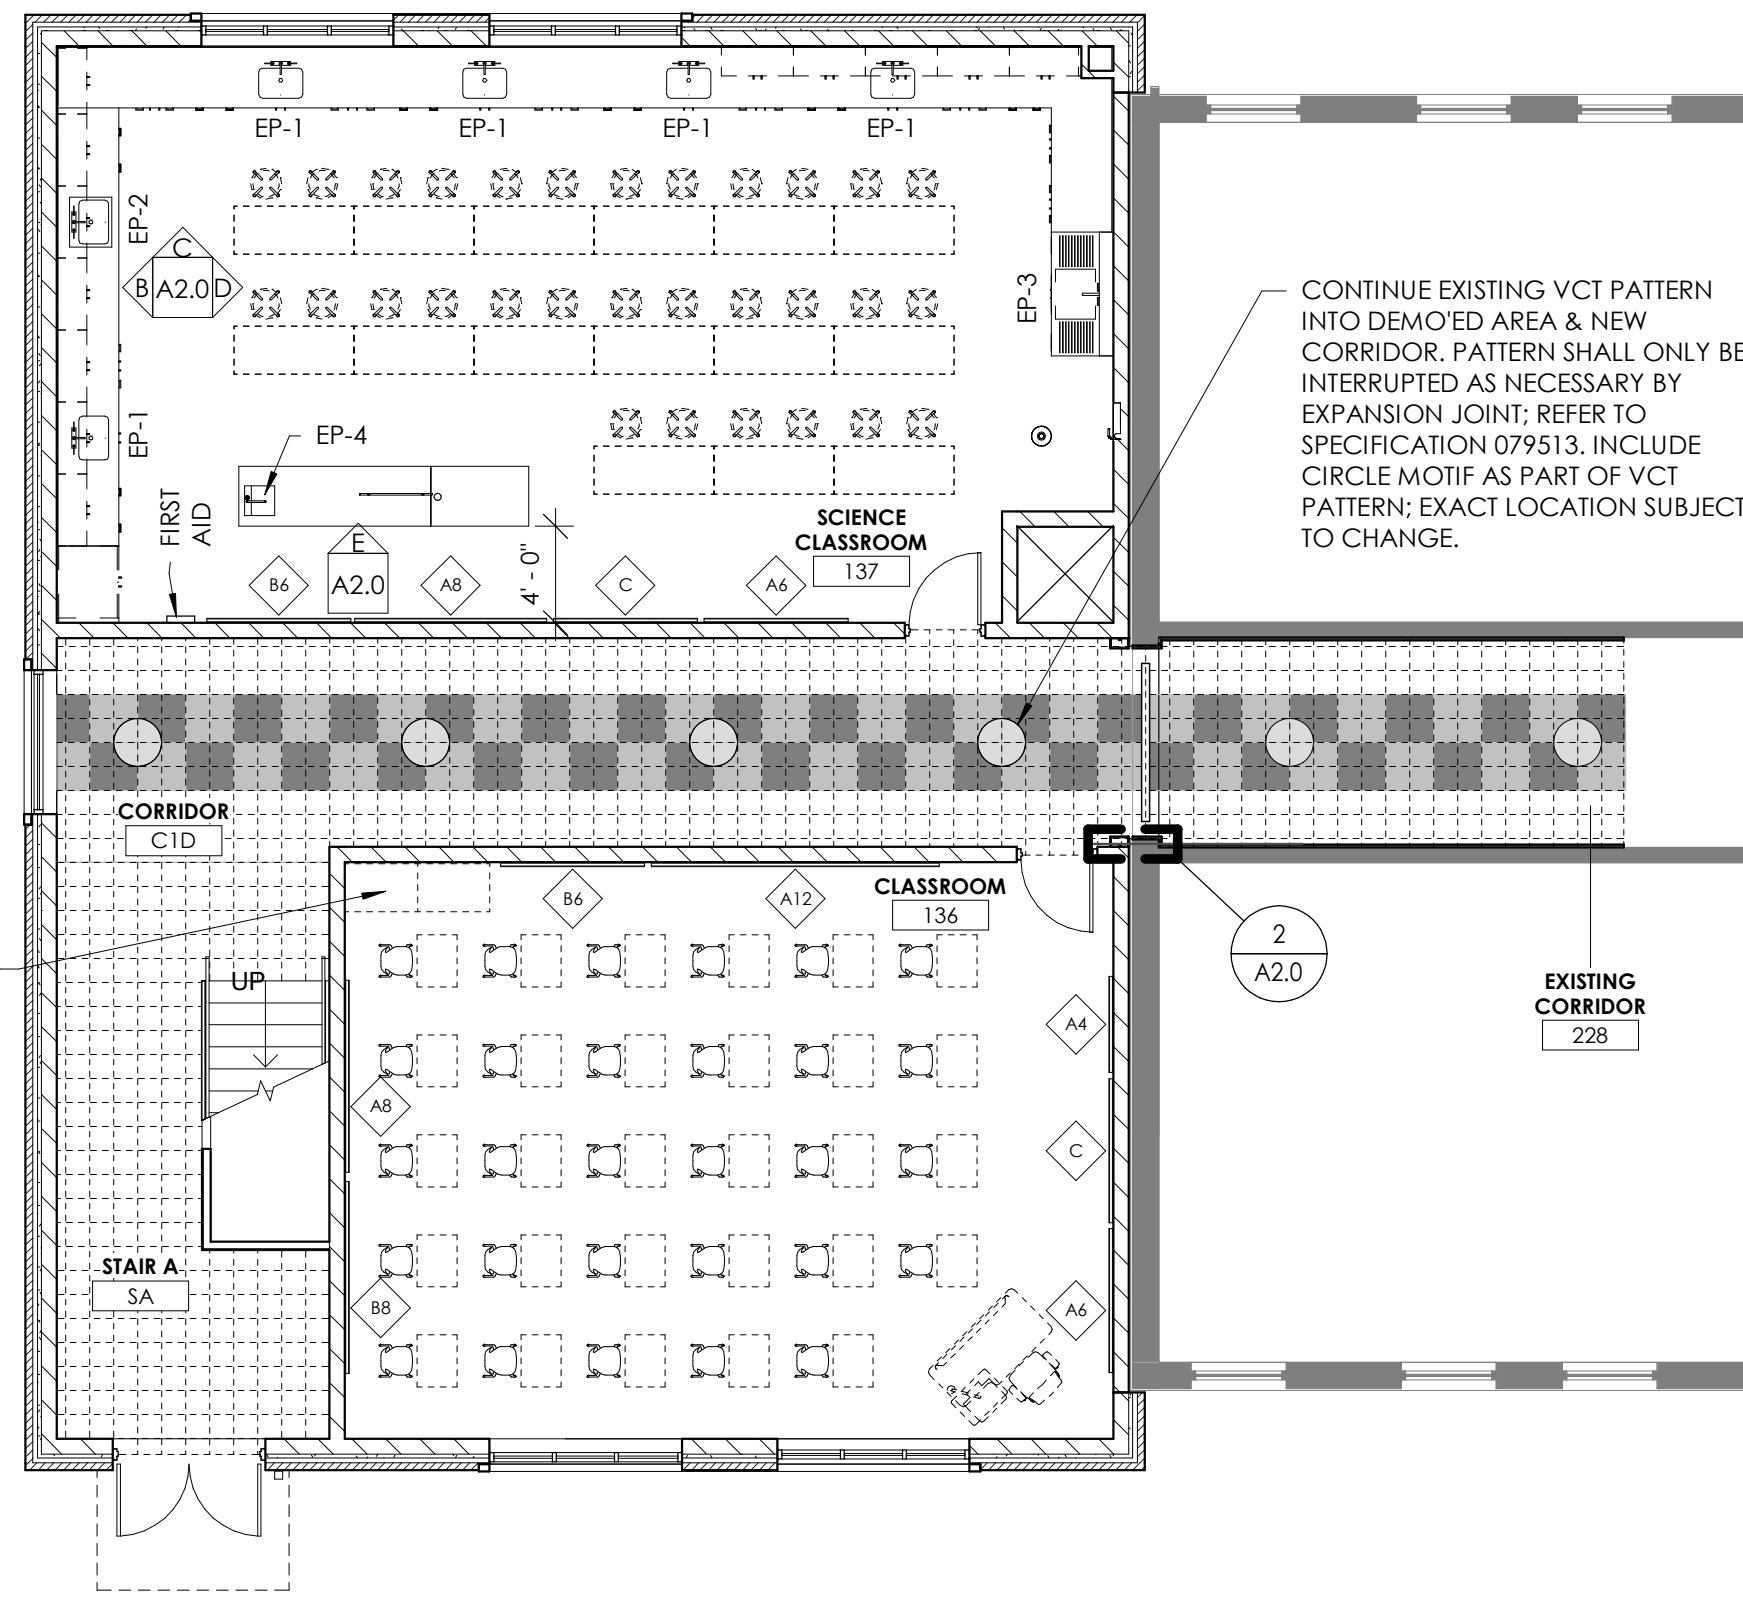 EP-1
EP-1
EP-1
EP-1
EP-2
C
B
A2.0
D
EP-3
EP-1
EP-4
FIRST
AID
E
A2.0
4' - 0"
SCIENCE
CLASSROOM
137
B6
A8
C
A6
CONTINUE EXISTING VCT PATTERN
INTO DEMO'ED AREA & NEW
CORRIDOR. PATTERN SHALL ONLY BE
INTERRUPTED AS NECESSARY BY
EXPANSION JOINT; REFER TO
SPECIFICATION 079513. INCLUDE
CIRCLE MOTIF AS PART OF VCT
PATTERN; EXACT LOCATION SUBJECT
TO CHANGE.
CORRIDOR
C1D
B6
A12
CLASSROOM
136
2
A2.0
UP
EXISTING
CORRIDOR
228
A4
A8
C
STAIR A
SA
B8
A6